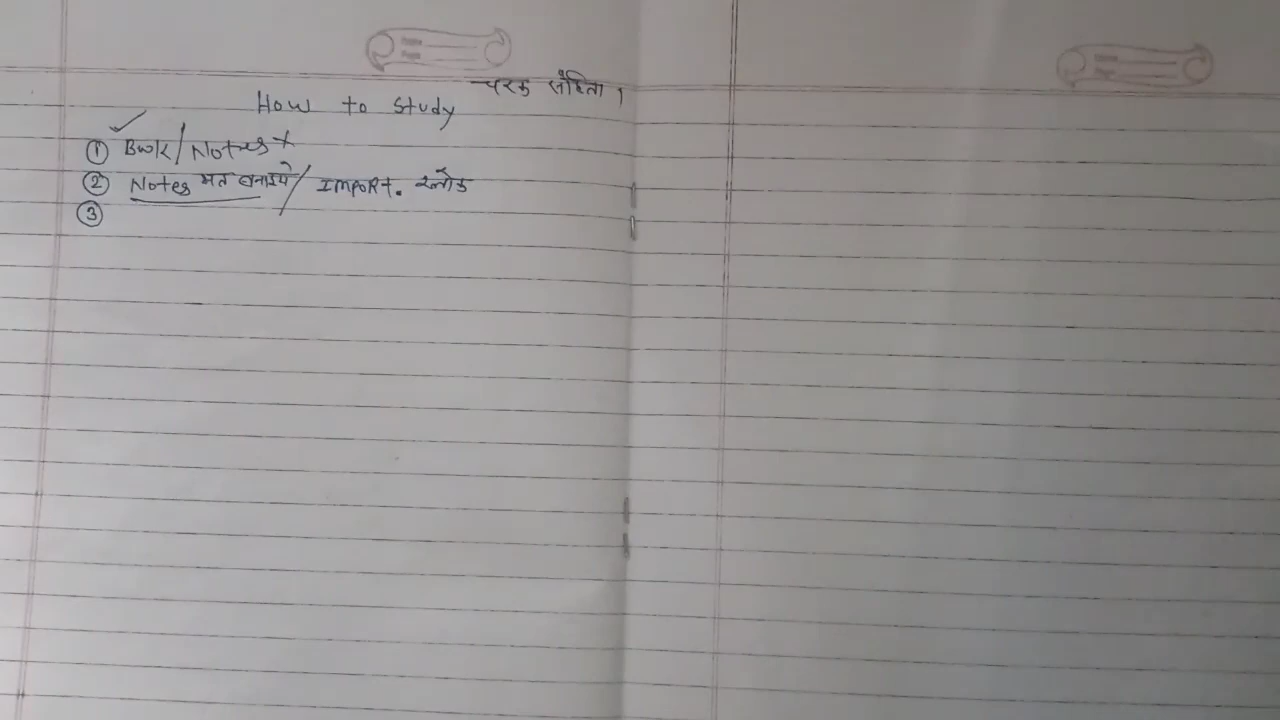 How to Study चरक संहिता ।
① Book/Notes ×
② Notes मत बनाइये / Import. श्लोक
③